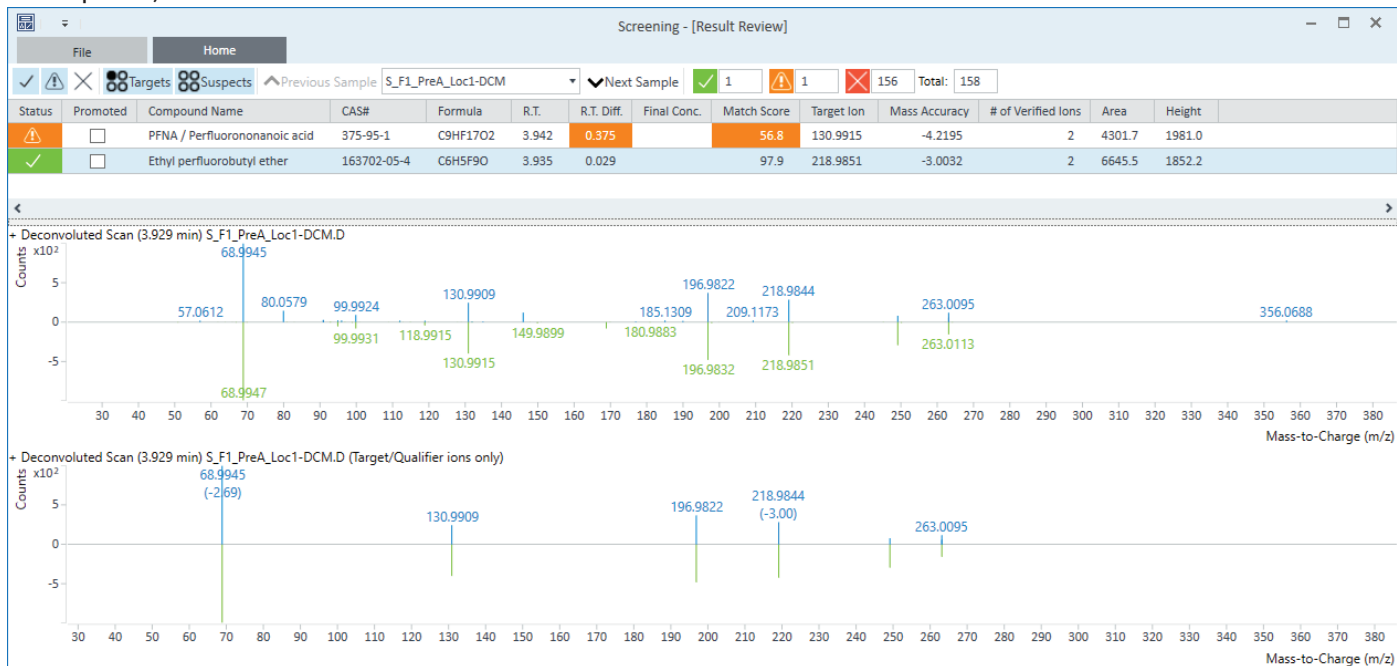 Screening - [Result Review]
File Home
Targets Suspects Previous Sample S_F1_PreA_Loc1-DCM Next Sample 1 1 156 Total: 158
Status Promoted Compound Name CAS# Formula R.T. R.T. Diff. Final Conc. Match Score Target Ion Mass Accuracy # of Verified Ions Area Height
PFNA / Perfluorononanoic acid 375-95-1 C9HF17O2 3.942 0.375 56.8 130.9915 -4.2195 2 4301.7 1981.0
Ethyl perfluorobutyl ether 163702-05-4 C6H5F9O 3.935 0.029 97.9 218.9851 -3.0032 2 6645.5 1852.2
+ Deconvoluted Scan (3.929 min) S_F1_PreA_Loc1-DCM.D
Counts x10²
68.9945
5
57.0612 80.0579 99.9924 130.9909 185.1309 196.9822 209.1173 218.9844 263.0095 356.0688
0
99.9931 118.9915 130.9915 149.9899 180.9883 196.9832 218.9851 263.0113
-5
68.9947
30 40 50 60 70 80 90 100 110 120 130 140 150 160 170 180 190 200 210 220 230 240 250 260 270 280 290 300 310 320 330 340 350 360 370 380
Mass-to-Charge (m/z)
+ Deconvoluted Scan (3.929 min) S_F1_PreA_Loc1-DCM.D (Target/Qualifier ions only)
Counts x10²
68.9945
(-2.69)
5
130.9909 196.9822 218.9844 263.0095
(-3.00)
0
-5
30 40 50 60 70 80 90 100 110 120 130 140 150 160 170 180 190 200 210 220 230 240 250 260 270 280 290 300 310 320 330 340 350 360 370 380
Mass-to-Charge (m/z)